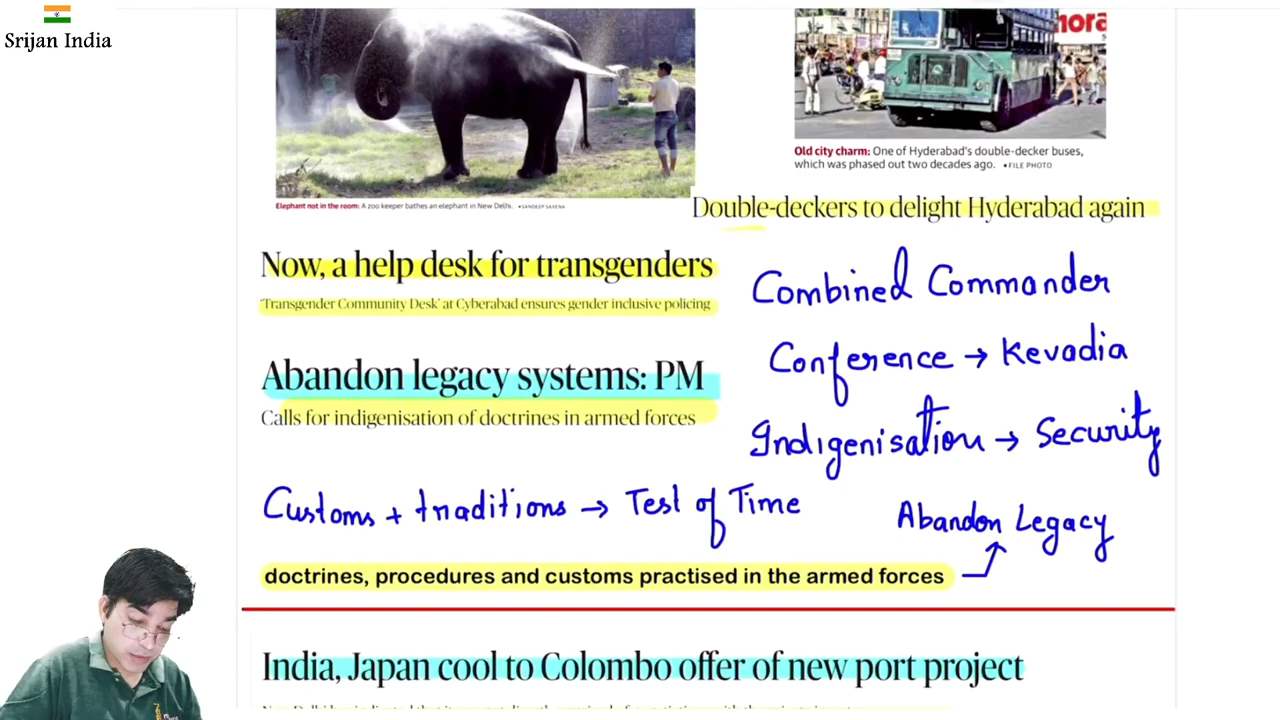 Srijan India
hora
Elephant not in the room: A zoo keeper bathes an elephant in New Delhi. •SANDEEP SAXENA
Old city charm: One of Hyderabad's double-decker buses,
which was phased out two decades ago. •FILE PHOTO
Double-deckers to delight Hyderabad again
Now, a help desk for transgenders
'Transgender Community Desk' at Cyberabad ensures gender inclusive policing
Combined Commander
Conference → Kevadia
Abandon legacy systems: PM
Calls for indigenisation of doctrines in armed forces
Indigenisation → Security
Customs + traditions → Test of Time
Abandon Legacy
doctrines, procedures and customs practised in the armed forces
India, Japan cool to Colombo offer of new port project